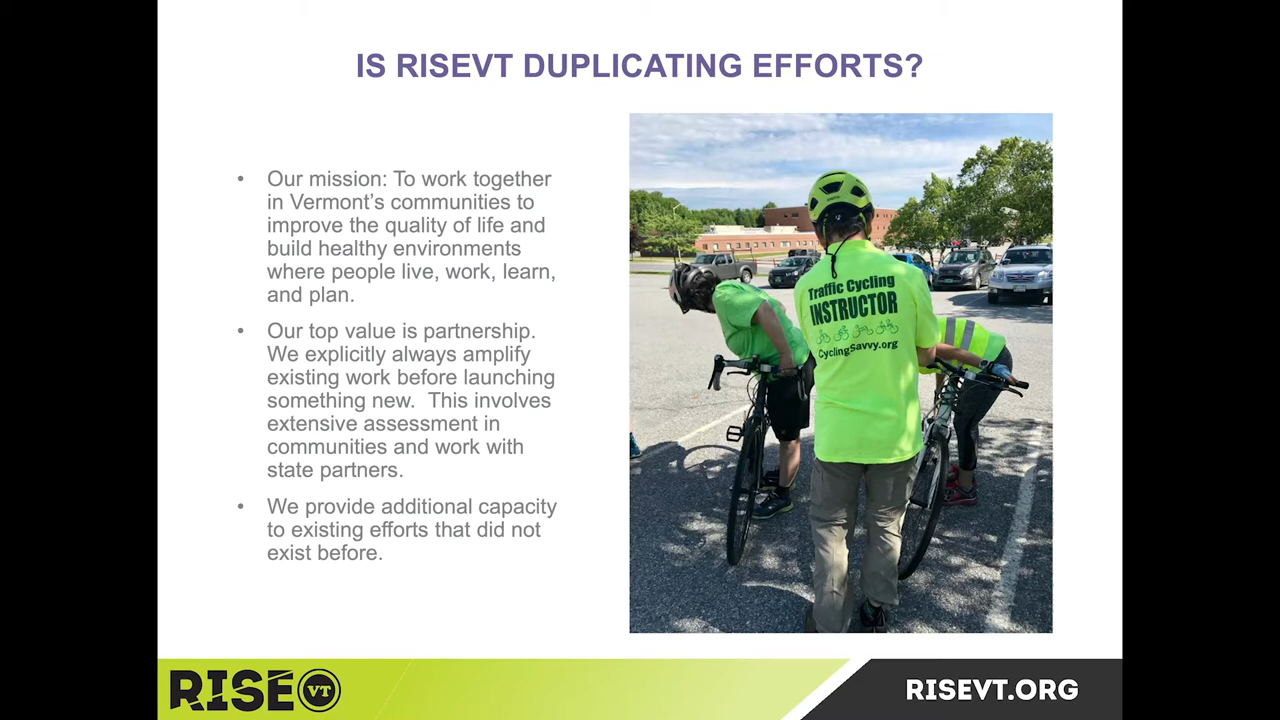 IS RISEVT DUPLICATING EFFORTS?
• Our mission: To work together
in Vermont’s communities to
improve the quality of life and
build healthy environments
where people live, work, learn,
and plan.
• Our top value is partnership.
We explicitly always amplify
existing work before launching
something new.  This involves
extensive assessment in
communities and work with
state partners.
• We provide additional capacity
to existing efforts that did not
exist before.
Traffic Cycling
INSTRUCTOR
CyclingSavvy.org
RISE VT
RISEVT.ORG